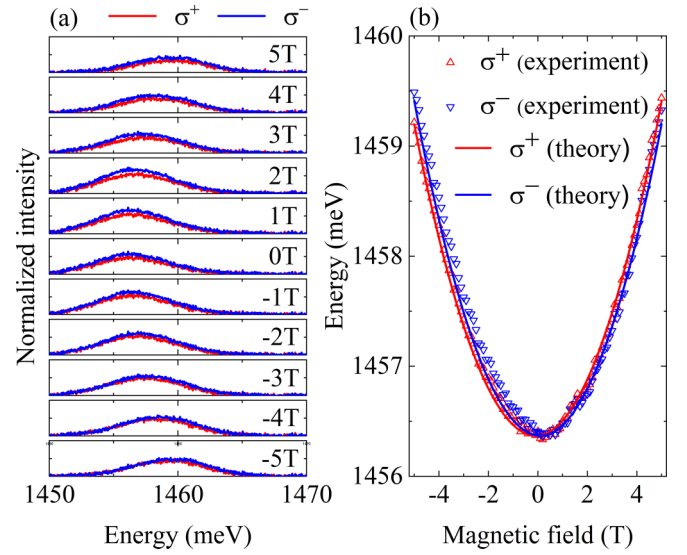 (a) σ⁺ σ⁻
5T
4T
3T
2T
1T
0T
-1T
-2T
-3T
-4T
-5T
Normalized intensity
1450 1460 1470
Energy (meV)
(b)
1460
1459
1458
1457
1456
Energy (meV)
σ⁺ (experiment)
σ⁻ (experiment)
σ⁺ (theory)
σ⁻ (theory)
-4 -2 0 2 4
Magnetic field (T)